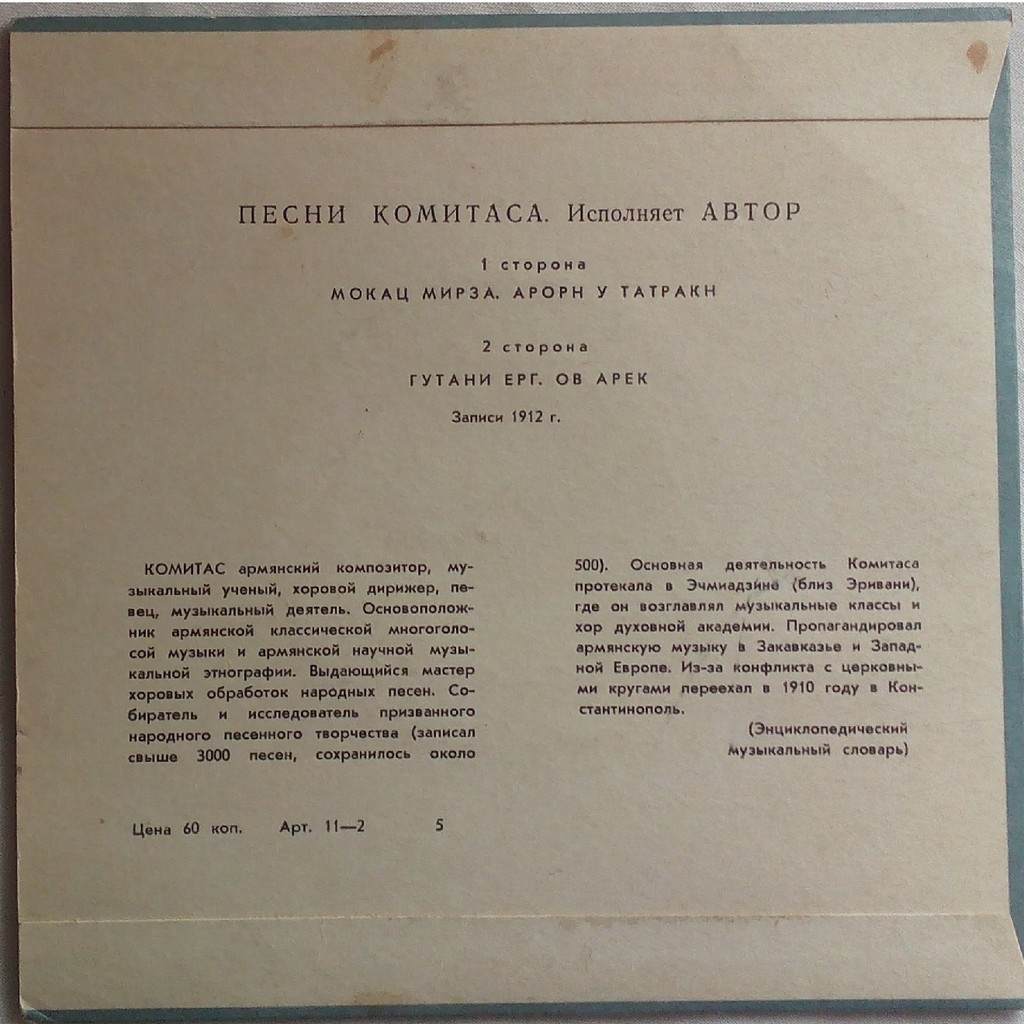 ПЕСНИ КОМИТАСА. Исполняет АВТОР
1 сторона
МОКАЦ МИРЗА. АРОРН У ТАТРАКН
2 сторона
ГУТАНИ ЕРГ. ОВ АРЕК
Записи 1912 г.
КОМИТАС армянский композитор, му-
зыкальный ученый, хоровой дирижер, пе-
вец, музыкальный деятель. Основополож-
ник армянской классической многоголо-
сой музыки и армянской научной музы-
кальной этнографии. Выдающийся мастер
хоровых обработок народных песен. Со-
биратель и исследователь призванного
народного песенного творчества (записал
свыше 3000 песен, сохранилось около
500). Основная деятельность Комитаса
протекала в Эчмиадзине (близ Эривани),
где он возглавлял музыкальные классы и
хор духовной академии. Пропагандировал
армянскую музыку в Закавказье и Запад-
ной Европе. Из-за конфликта с церковны-
ми кругами переехал в 1910 году в Кон-
стантинополь.
(Энциклопедический
музыкальный словарь)
Цена 60 коп. Арт. 11—2 5